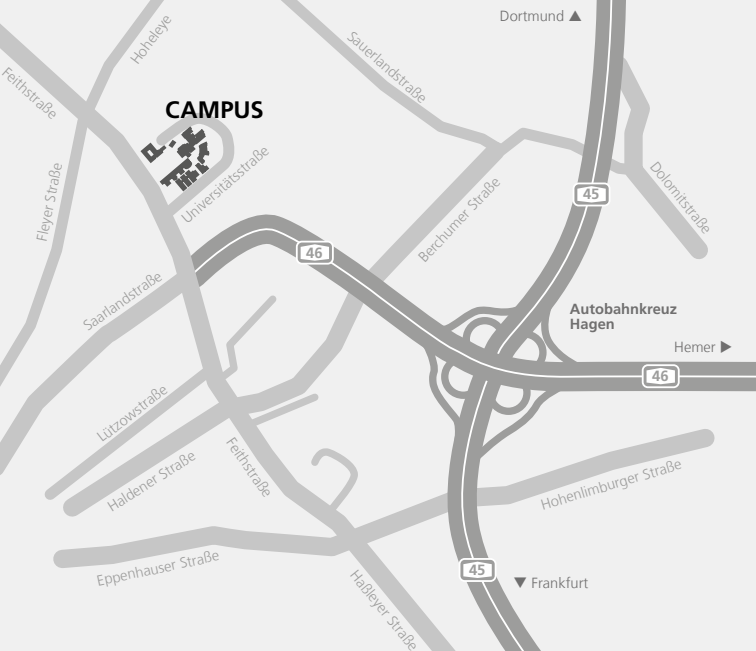 Dortmund ▲
Hoheleye
Sauerlandstraße
Feithstraße
CAMPUS
Universitätsstraße
Fleyer Straße
Berchumer Straße
Dolomitstraße
45
46
Saarlandstraße
Autobahnkreuz
Hagen
Hemer ▶
46
Lützowstraße
Haldener Straße
Feithstraße
Hohenlimburger Straße
Eppenhauser Straße
45
▼ Frankfurt
Haßleyer Straße